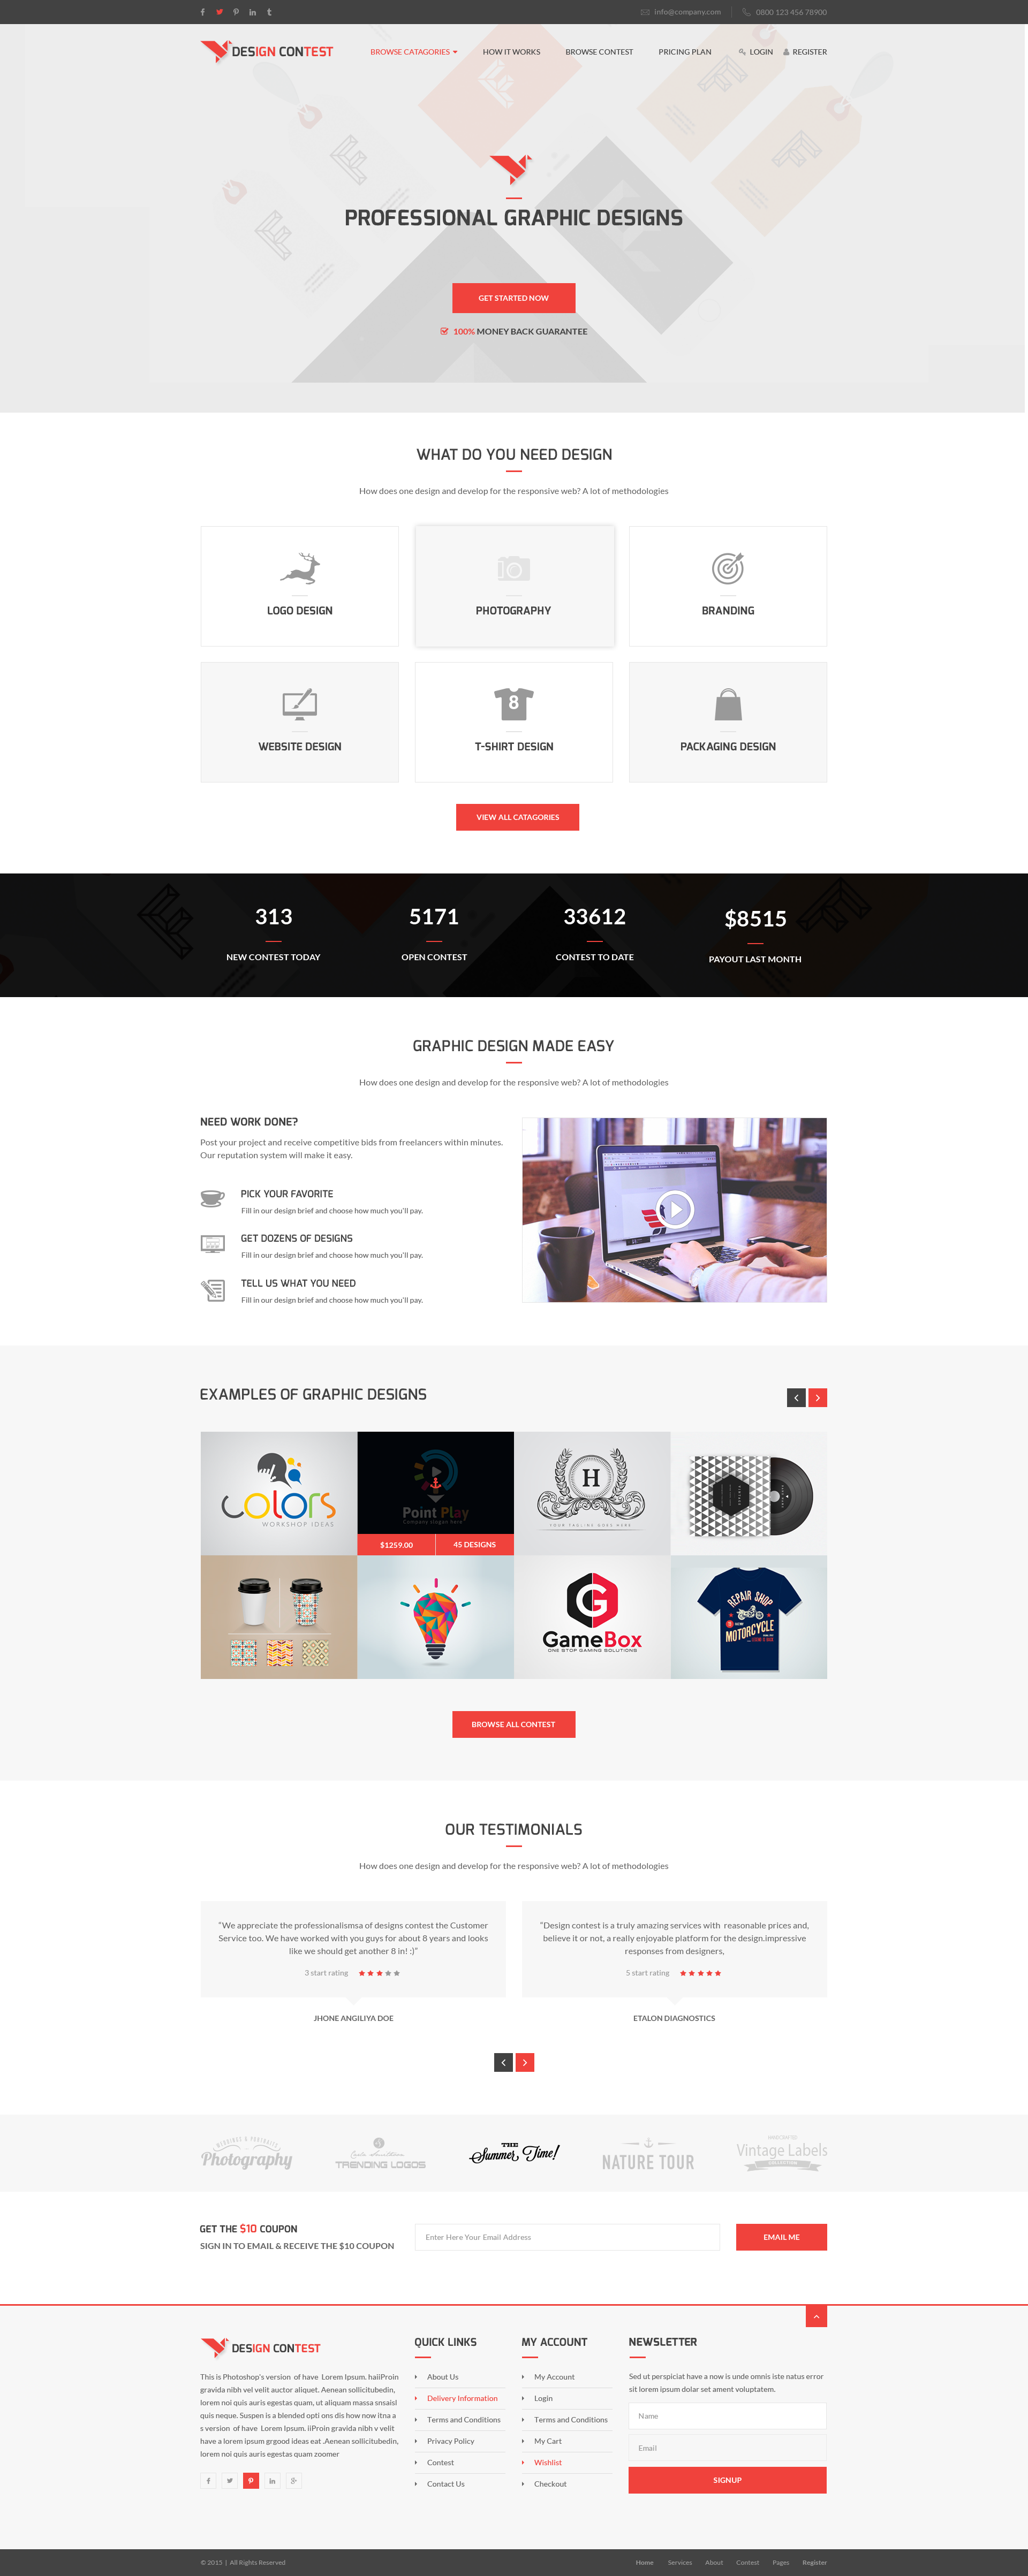 info@company.com
0800 123 456 78900
DESIGN CONTEST
BROWSE CATAGORIES
HOW IT WORKS
BROWSE CONTEST
PRICING PLAN
LOGIN
REGISTER
PROFESSIONAL GRAPHIC DESIGNS
GET STARTED NOW
100% MONEY BACK GUARANTEE
WHAT DO YOU NEED DESIGN
How does one design and develop for the responsive web? A lot of methodologies
LOGO DESIGN
PHOTOGRAPHY
BRANDING
8
WEBSITE DESIGN
T-SHIRT DESIGN
PACKAGING DESIGN
VIEW ALL CATAGORIES
313
5171
33612
$8515
NEW CONTEST TODAY
OPEN CONTEST
CONTEST TO DATE
PAYOUT LAST MONTH
GRAPHIC DESIGN MADE EASY
How does one design and develop for the responsive web? A lot of methodologies
NEED WORK DONE?
Post your project and receive competitive bids from freelancers within minutes.
Our reputation system will make it easy.
PICK YOUR FAVORITE
Fill in our design brief and choose how much you'll pay.
GET DOZENS OF DESIGNS
Fill in our design brief and choose how much you'll pay.
TELL US WHAT YOU NEED
Fill in our design brief and choose how much you'll pay.
EXAMPLES OF GRAPHIC DESIGNS
colors
WORKSHOP IDEAS
Point Play
Company slogan here
$1259.00
45 DESIGNS
H
YOUR TAGLINE GOES HERE
G
GameBox
ONE STOP GAMING SOLUTIONS
REPAIR SHOP
MOTORCYCLE
BROWSE ALL CONTEST
OUR TESTIMONIALS
How does one design and develop for the responsive web? A lot of methodologies
“We appreciate the professionalismsa of designs contest the Customer
Service too. We have worked with you guys for about 8 years and looks
like we should get another 8 in! :)”
3 start rating
JHONE ANGILIYA DOE
“Design contest is a truly amazing services with reasonable prices and,
believe it or not, a really enjoyable platform for the design.impressive
responses from designers,
5 start rating
ETALON DIAGNOSTICS
WEDDINGS & PORTRAITS
Photography
TRENDING LOGOS
THE
Summer Time!
NATURE TOUR
HANDCRAFTED
Vintage Labels
COLLECTION
GET THE $10 COUPON
SIGN IN TO EMAIL & RECEIVE THE $10 COUPON
Enter Here Your Email Address
EMAIL ME
DESIGN CONTEST
This is Photoshop's version of have Lorem Ipsum. haiiProin
gravida nibh vel velit auctor aliquet. Aenean sollicitubedin,
lorem noi quis auris egestas quam, ut aliquam massa snsaisl
quis neque. Suspen is a blended opti ons dis how now itna a
s version of have Lorem Ipsum. iiProin gravida nibh v velit
have a lorem ipsum grgood ideas eat .Aenean sollicitubedin,
lorem noi quis auris egestas quam zoomer
QUICK LINKS
About Us
Delivery Information
Terms and Conditions
Privacy Policy
Contest
Contact Us
MY ACCOUNT
My Account
Login
Terms and Conditions
My Cart
Wishlist
Checkout
NEWSLETTER
Sed ut perspiciat have a now is unde omnis iste natus error
sit lorem ipsum dolar set ament voluptatem.
Name
Email
SIGNUP
© 2015 | All Rights Reserved
Home
Services
About
Contest
Pages
Register